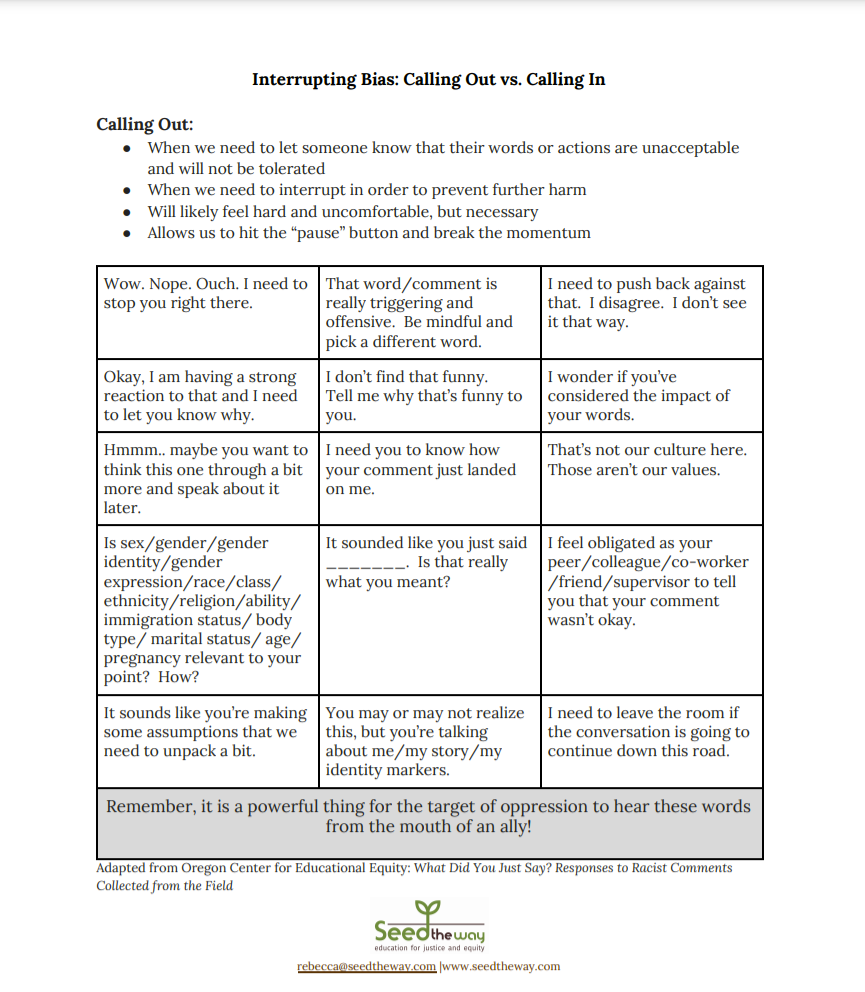 Interrupting Bias: Calling Out vs. Calling In
Calling Out:
● When we need to let someone know that their words or actions are unacceptable
and will not be tolerated
● When we need to interrupt in order to prevent further harm
● Will likely feel hard and uncomfortable, but necessary
● Allows us to hit the “pause” button and break the momentum
Wow. Nope. Ouch. I need to
stop you right there.
That word/comment is
really triggering and
offensive. Be mindful and
pick a different word.
I need to push back against
that. I disagree. I don’t see
it that way.
Okay, I am having a strong
reaction to that and I need
to let you know why.
I don’t find that funny.
Tell me why that’s funny to
you.
I wonder if you’ve
considered the impact of
your words.
Hmmm.. maybe you want to
think this one through a bit
more and speak about it
later.
I need you to know how
your comment just landed
on me.
That’s not our culture here.
Those aren’t our values.
Is sex/gender/gender
identity/gender
expression/race/class/
ethnicity/religion/ability/
immigration status/ body
type/ marital status/ age/
pregnancy relevant to your
point? How?
It sounded like you just said
_______. Is that really
what you meant?
I feel obligated as your
peer/colleague/co-worker
/friend/supervisor to tell
you that your comment
wasn’t okay.
It sounds like you’re making
some assumptions that we
need to unpack a bit.
You may or may not realize
this, but you’re talking
about me/my story/my
identity markers.
I need to leave the room if
the conversation is going to
continue down this road.
Remember, it is a powerful thing for the target of oppression to hear these words
from the mouth of an ally!
Adapted from Oregon Center for Educational Equity: What Did You Just Say? Responses to Racist Comments
Collected from the Field
Seed the way
education for justice and equity
rebecca@seedtheway.com |www.seedtheway.com